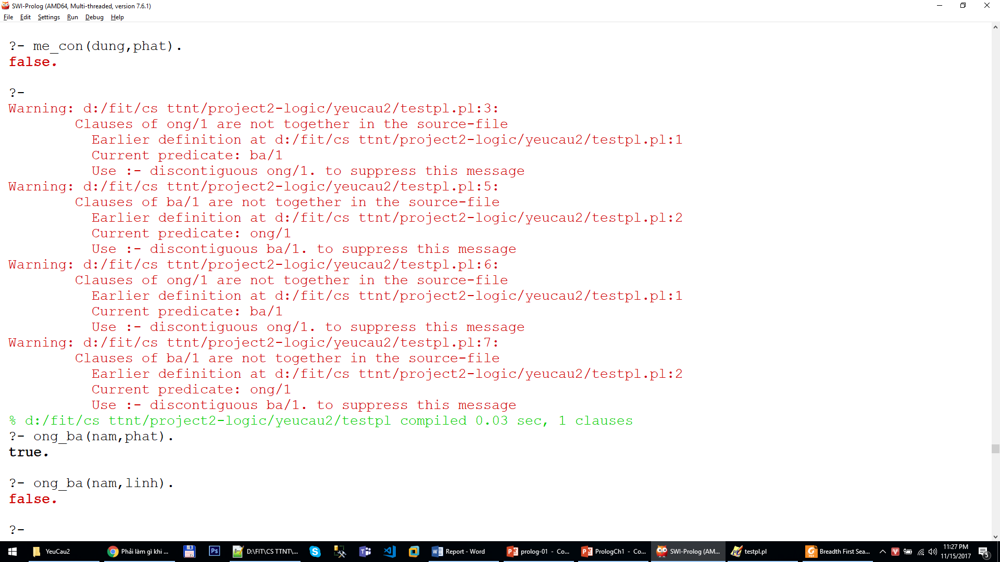 SWI-Prolog (AMD64, Multi-threaded, version 7.6.1)
File Edit Settings Run Debug Help
?- me_con(dung,phat).
false.
?-
Warning: d:/fit/cs ttnt/project2-logic/yeucau2/testpl.pl:3:
Clauses of ong/1 are not together in the source-file
Earlier definition at d:/fit/cs ttnt/project2-logic/yeucau2/testpl.pl:1
Current predicate: ba/1
Use :- discontiguous ong/1. to suppress this message
Warning: d:/fit/cs ttnt/project2-logic/yeucau2/testpl.pl:5:
Clauses of ba/1 are not together in the source-file
Earlier definition at d:/fit/cs ttnt/project2-logic/yeucau2/testpl.pl:2
Current predicate: ong/1
Use :- discontiguous ba/1. to suppress this message
Warning: d:/fit/cs ttnt/project2-logic/yeucau2/testpl.pl:6:
Clauses of ong/1 are not together in the source-file
Earlier definition at d:/fit/cs ttnt/project2-logic/yeucau2/testpl.pl:1
Current predicate: ba/1
Use :- discontiguous ong/1. to suppress this message
Warning: d:/fit/cs ttnt/project2-logic/yeucau2/testpl.pl:7:
Clauses of ba/1 are not together in the source-file
Earlier definition at d:/fit/cs ttnt/project2-logic/yeucau2/testpl.pl:2
Current predicate: ong/1
Use :- discontiguous ba/1. to suppress this message
% d:/fit/cs ttnt/project2-logic/yeucau2/testpl compiled 0.03 sec, 1 clauses
?- ong_ba(nam,phat).
true.
?- ong_ba(nam,linh).
false.
?-
YeuCau2 Phải làm gì khi ... Ps D:\FIT\CS TTNT\... Report - Word prolog-01 - Co... PrologCh1 - Co... SWI-Prolog (AM... testpl.pl Breadth First Sea... 11:27 PM
11/15/2017 5